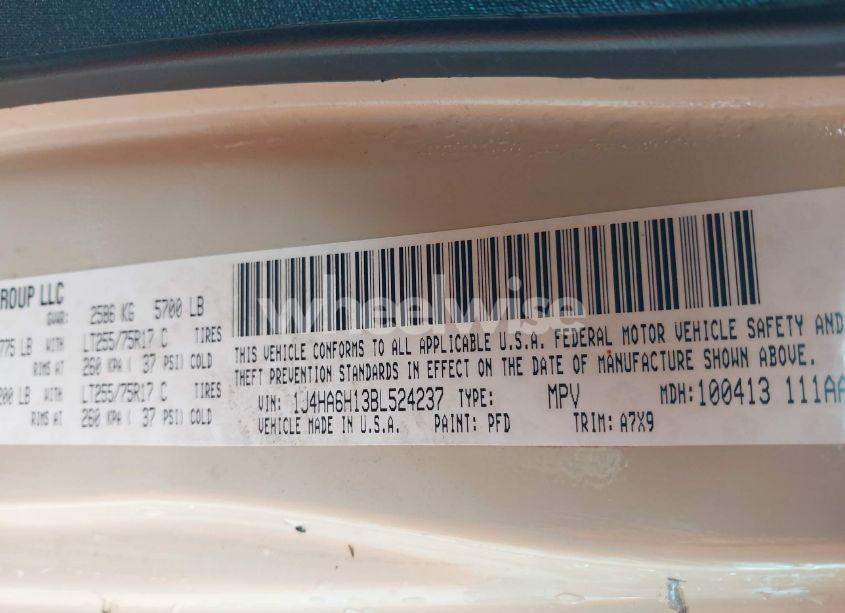 ROUP LLC
GVWR: 2586 KG 5700 LB
775 LB WITH LT255/75R17 C TIRES
RIMS AT 260 KPA ( 37 PSI) COLD
200 LB WITH LT255/75R17 C TIRES
RIMS AT 260 KPA ( 37 PSI) COLD
wheelwise
THIS VEHICLE CONFORMS TO ALL APPLICABLE U.S.A. FEDERAL MOTOR VEHICLE SAFETY AND
THEFT PREVENTION STANDARDS IN EFFECT ON THE DATE OF MANUFACTURE SHOWN ABOVE.
VIN: 1J4HA6H13BL524237 TYPE: MPV MDH: 100413 111AA
VEHICLE MADE IN U.S.A. PAINT: PFD TRIM: A7X9